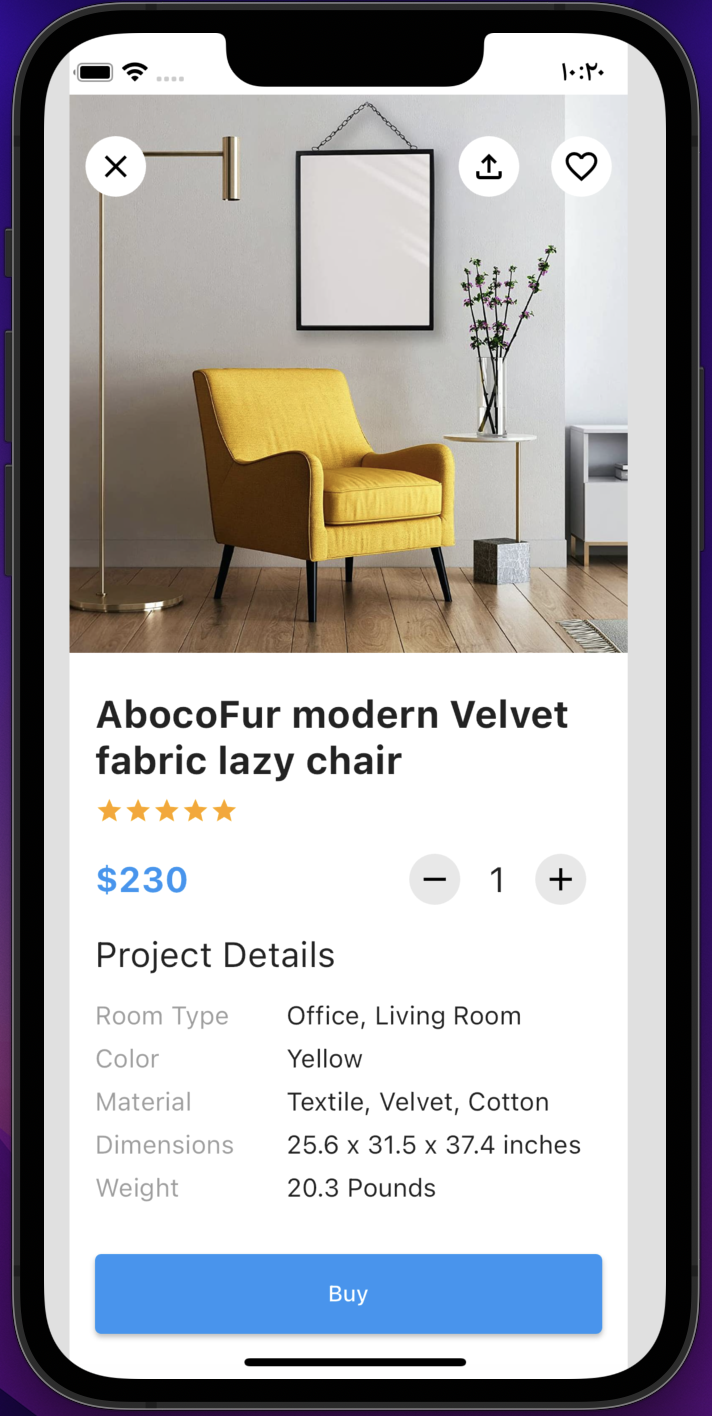 ١٠:٢٠
AbocoFur modern Velvet
fabric lazy chair
$230
1
Project Details
Room Type Office, Living Room
Color Yellow
Material Textile, Velvet, Cotton
Dimensions 25.6 x 31.5 x 37.4 inches
Weight 20.3 Pounds
Buy